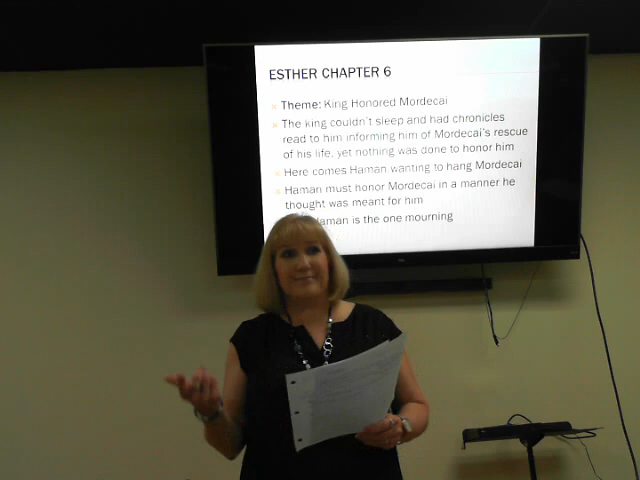 ESTHER CHAPTER 6
Theme: King Honored Mordecai
The king couldn't sleep and had chronicles
read to him informing him of Mordecai's rescue
of his life, yet nothing was done to honor him
Here comes Haman wanting to hang Mordecai
Haman must honor Mordecai in a manner he
thought was meant for him
Haman is the one mourning